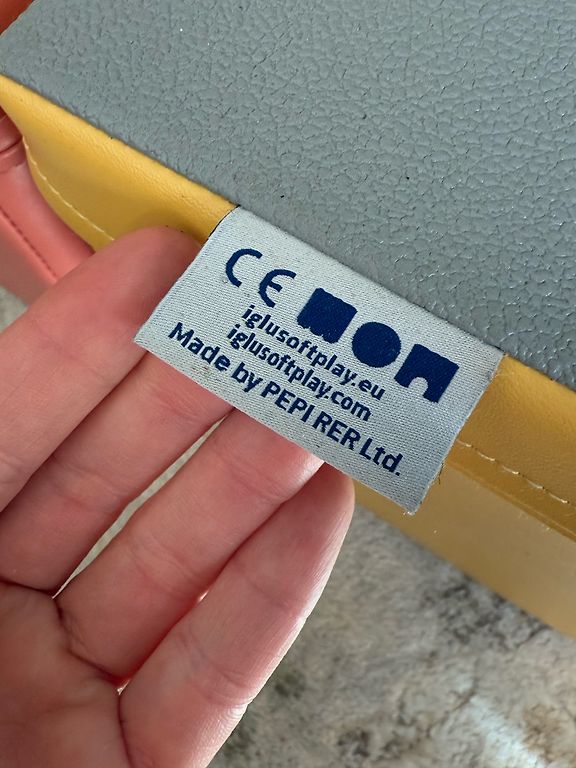 CE
iglusoftplay.eu
iglusoftplay.com
Made by PEPI RER Ltd.